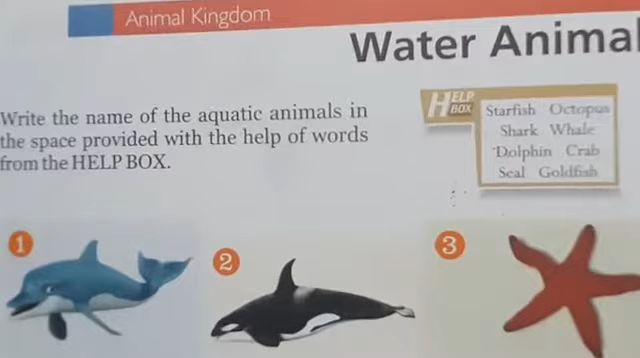 Animal Kingdom
Water Animal
Write the name of the aquatic animals in
the space provided with the help of words
from the HELP BOX.
HELP
BOX
Starfish Octopus
Shark Whale
Dolphin Crab
Seal Goldfish
1
2
3